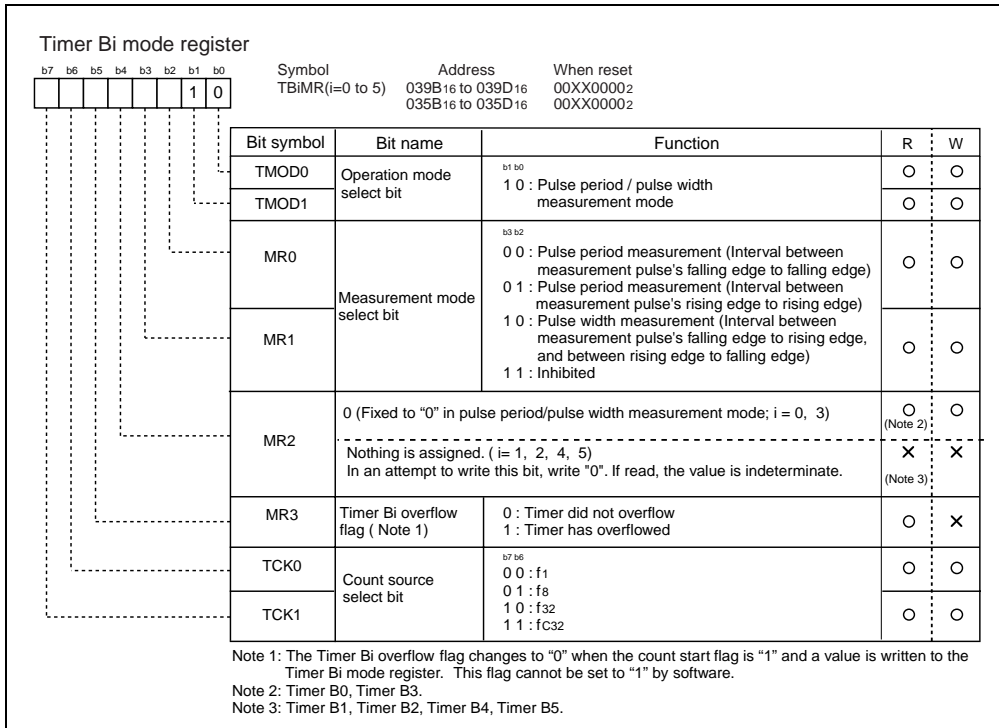 Timer Bi mode register
b7 b6 b5 b4 b3 b2 b1 b0
1 0
Symbol Address When reset
TBiMR(i=0 to 5) 039B16 to 039D16 00XX00002
035B16 to 035D16 00XX00002
Bit symbol Bit name Function R W
TMOD0 Operation mode select bit
b1 b0
1 0 : Pulse period / pulse width
measurement mode
TMOD1
MR0
Measurement mode
select bit
b3 b2
0 0 : Pulse period measurement (Interval between
measurement pulse's falling edge to falling edge)
0 1 : Pulse period measurement (Interval between
measurement pulse's rising edge to rising edge)
1 0 : Pulse width measurement (Interval between
measurement pulse's falling edge to rising edge,
and between rising edge to falling edge)
1 1 : Inhibited
MR1
MR2
0 (Fixed to “0” in pulse period/pulse width measurement mode; i = 0, 3)
(Note 2)
Nothing is assigned. ( i= 1, 2, 4, 5)
In an attempt to write this bit, write "0". If read, the value is indeterminate.
(Note 3)
MR3
Timer Bi overflow
flag ( Note 1)
0 : Timer did not overflow
1 : Timer has overflowed
TCK0
Count source
select bit
b7 b6
0 0 : f1
0 1 : f8
1 0 : f32
1 1 : fC32
TCK1
Note 1: The Timer Bi overflow flag changes to “0” when the count start flag is “1” and a value is written to the
Timer Bi mode register. This flag cannot be set to “1” by software.
Note 2: Timer B0, Timer B3.
Note 3: Timer B1, Timer B2, Timer B4, Timer B5.